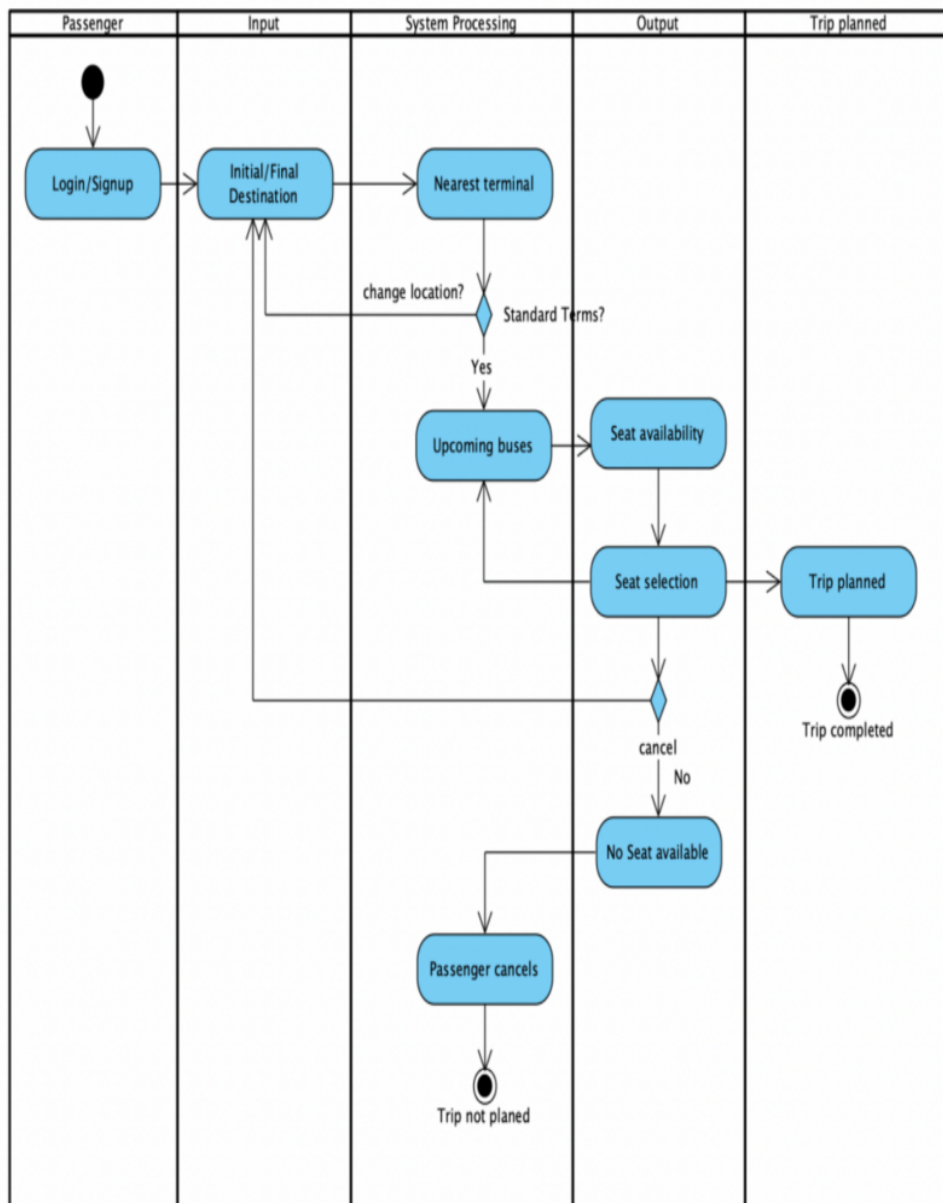 Passenger
Input
System Processing
Output
Trip planned
Login/Signup
Initial/Final
Destination
Nearest terminal
change location?
Standard Terms?
Yes
Upcoming buses
Seat availability
Seat selection
Trip planned
Trip completed
cancel
No
No Seat available
Passenger cancels
Trip not planed